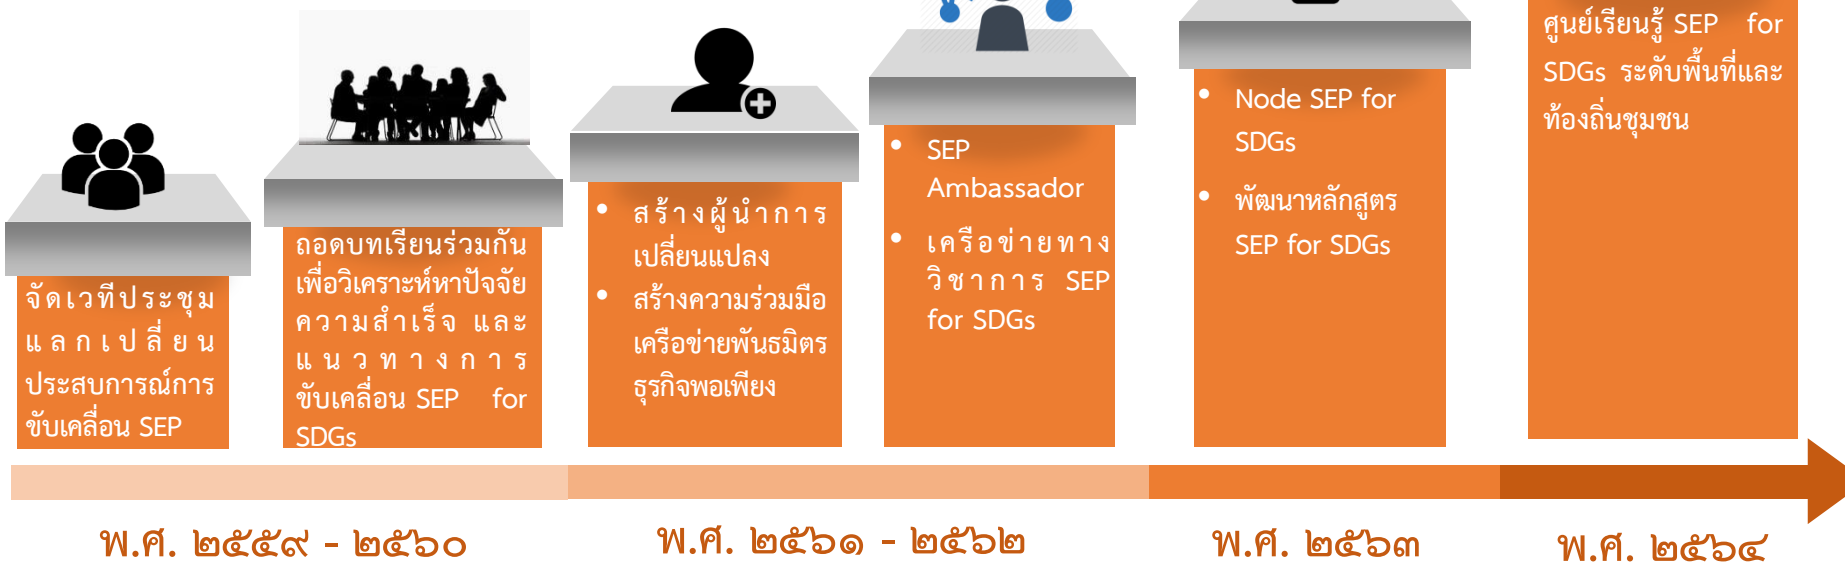 จัดเวทีประชุม
แลกเปลี่ยน
ประสบการณ์การ
ขับเคลื่อน SEP
ถอดบทเรียนร่วมกัน
เพื่อวิเคราะห์หาปัจจัย
ความสำเร็จ และ
แนวทางการ
ขับเคลื่อน SEP for
SDGs
• สร้างผู้นำการ
เปลี่ยนแปลง
• สร้างความร่วมมือ
เครือข่ายพันธมิตร
ธุรกิจพอเพียง
• SEP
Ambassador
• เครือข่ายทาง
วิชาการ SEP
for SDGs
• Node SEP for
SDGs
• พัฒนาหลักสูตร
SEP for SDGs
ศูนย์เรียนรู้ SEP for
SDGs ระดับพื้นที่และ
ท้องถิ่นชุมชน
พ.ศ. ๒๕๕๙ - ๒๕๖๐
พ.ศ. ๒๕๖๑ - ๒๕๖๒
พ.ศ. ๒๕๖๓
พ.ศ. ๒๕๖๔